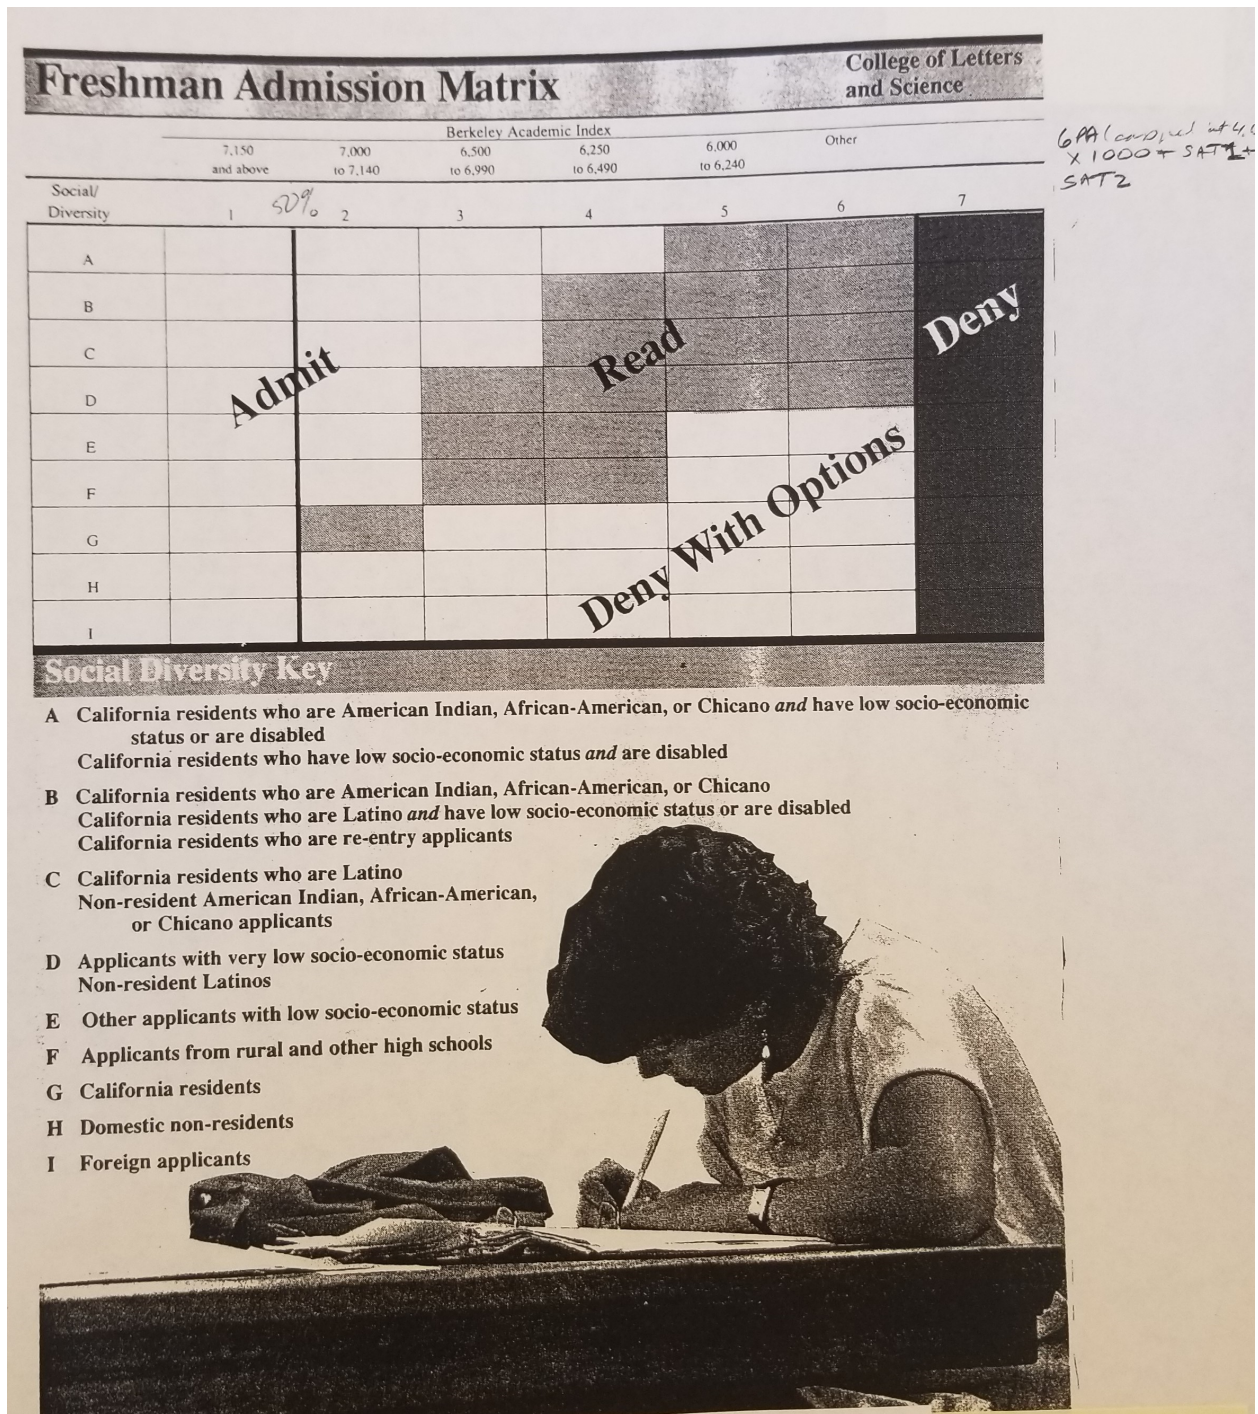 Freshman Admission Matrix
College of Letters
and Science
Berkeley Academic Index
7,150 7,000 6,500 6,250 6,000 Other
and above to 7,140 to 6,990 to 6,490 to 6,240
GPA
X 1000 + SAT1 +
SAT2
Social/
Diversity 1 50% 2 3 4 5 6 7
A
B
C
D
E
F
G
H
I
Admit
Read
Deny
Deny With Options
Social Diversity Key
A California residents who are American Indian, African-American, or Chicano and have low socio-economic
status or are disabled
California residents who have low socio-economic status and are disabled
B California residents who are American Indian, African-American, or Chicano
California residents who are Latino and have low socio-economic status or are disabled
California residents who are re-entry applicants
C California residents who are Latino
Non-resident American Indian, African-American,
or Chicano applicants
D Applicants with very low socio-economic status
Non-resident Latinos
E Other applicants with low socio-economic status
F Applicants from rural and other high schools
G California residents
H Domestic non-residents
I Foreign applicants